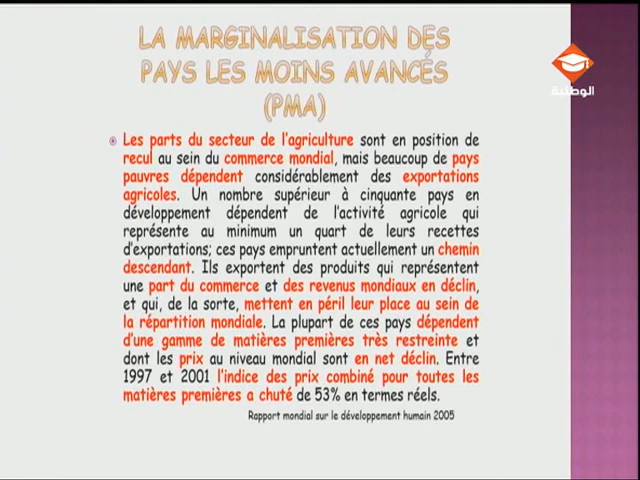 LA MARGINALISATION DES
PAYS LES MOINS AVANCÉS
(PMA)
الوطنية
Les parts du secteur de l'agriculture sont en position de
recul au sein du commerce mondial, mais beaucoup de pays
pauvres dépendent considérablement des exportations
agricoles. Un nombre supérieur à cinquante pays en
développement dépendent de l'activité agricole qui
représente au minimum un quart de leurs recettes
d'exportations; ces pays empruntent actuellement un chemin
descendant. Ils exportent des produits qui représentent
une part du commerce et des revenus mondiaux en déclin,
et qui, de la sorte, mettent en péril leur place au sein de
la répartition mondiale. La plupart de ces pays dépendent
d'une gamme de matières premières très restreinte et
dont les prix au niveau mondial sont en net déclin. Entre
1997 et 2001 l'indice des prix combiné pour toutes les
matières premières a chuté de 53% en termes réels.
Rapport mondial sur le développement humain 2005